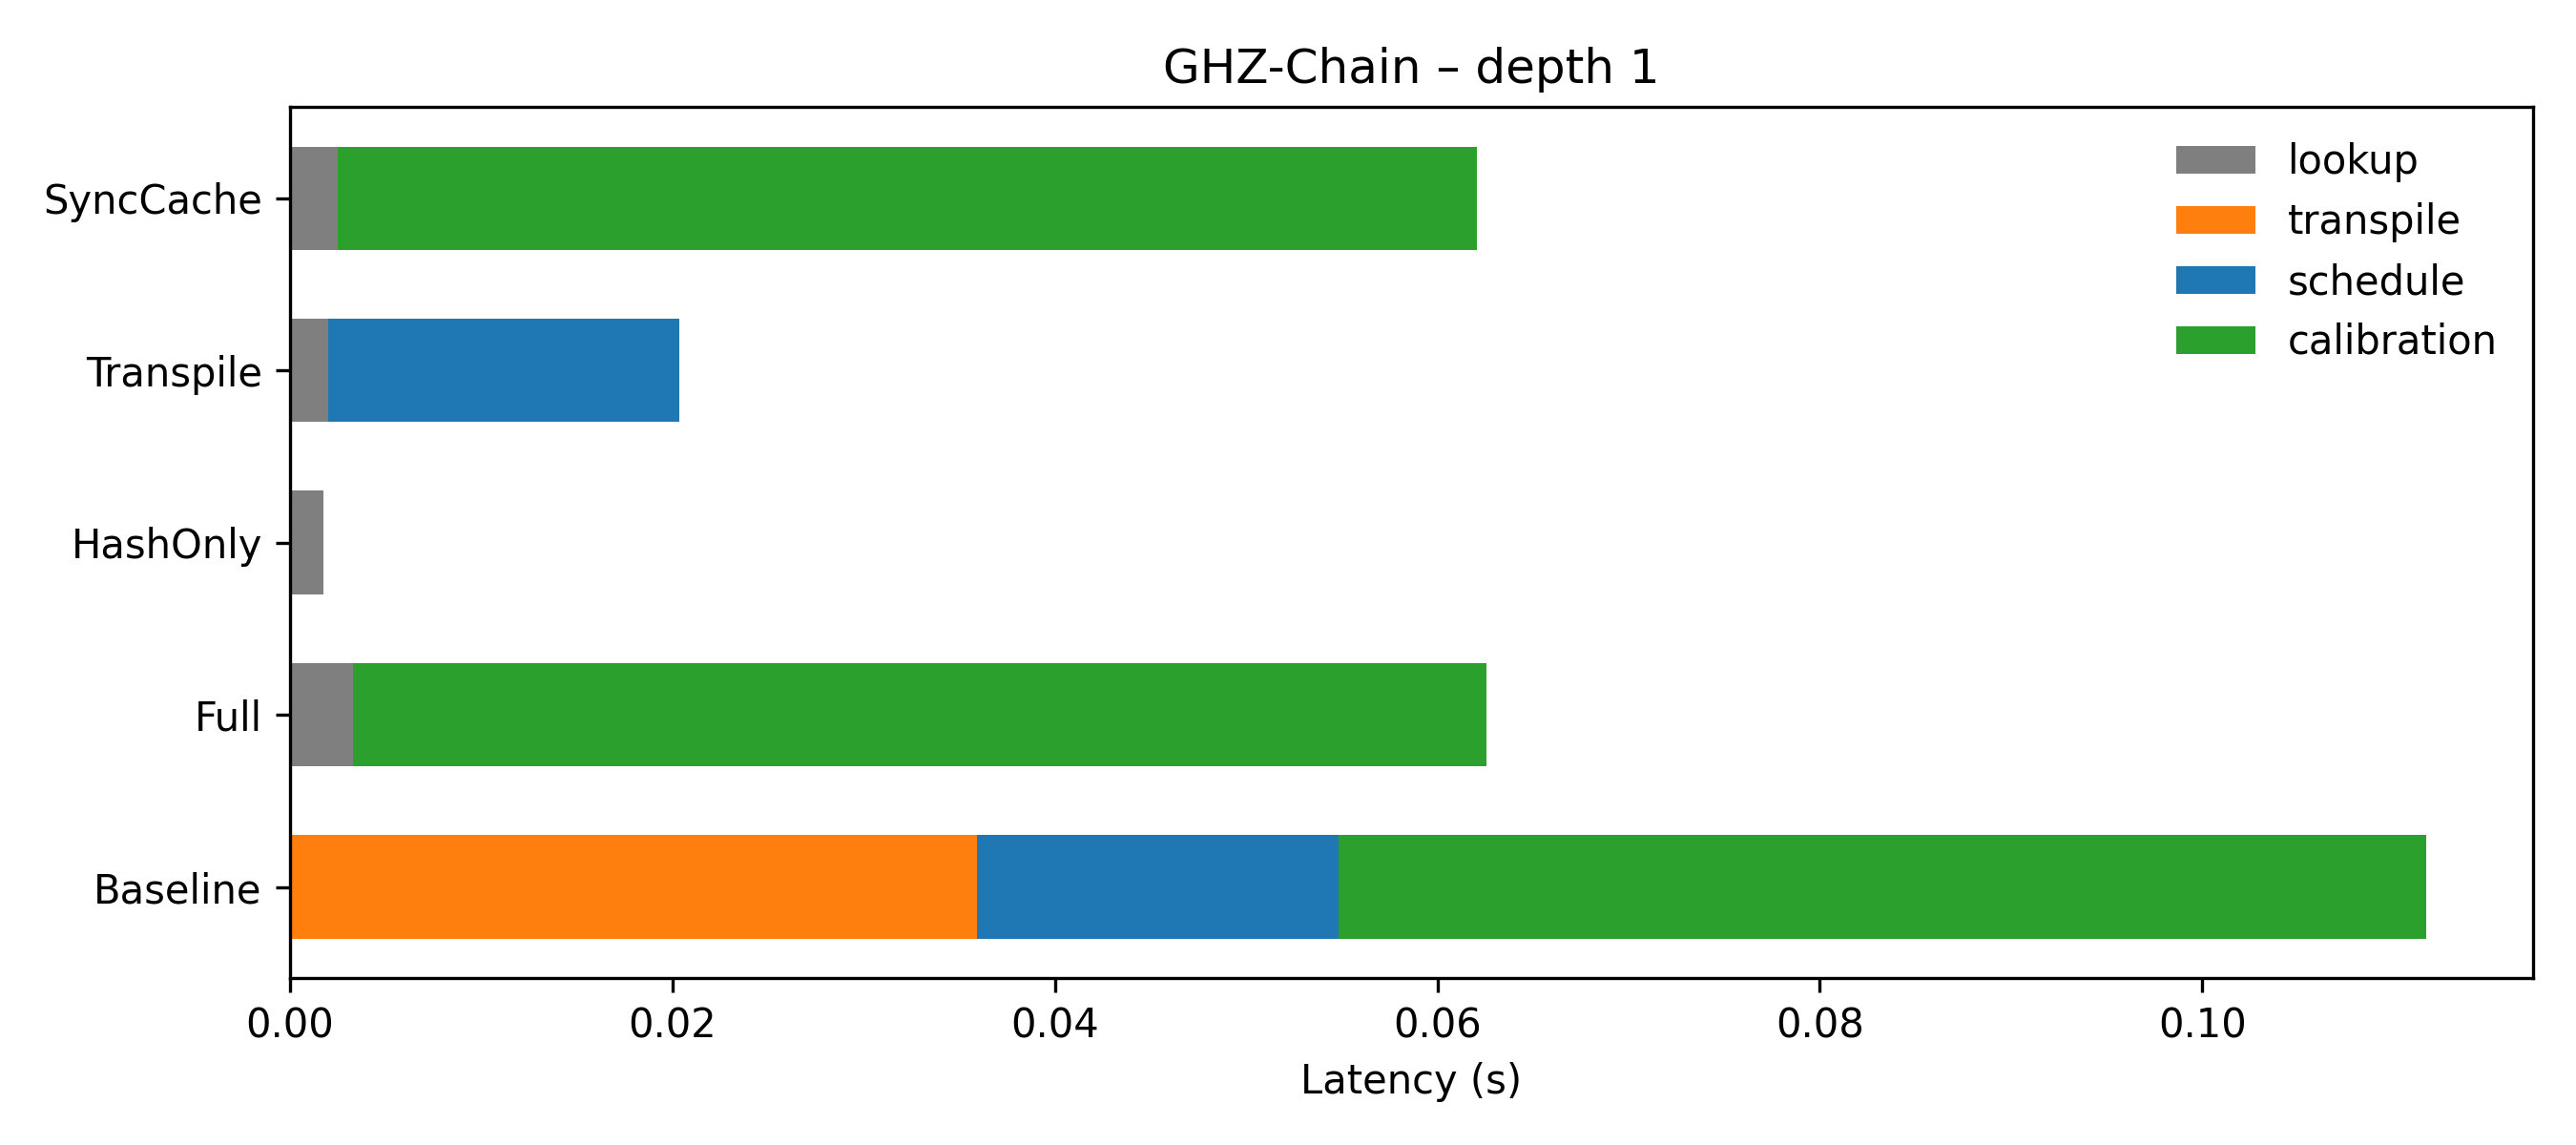 GHZ-Chain – depth 1
lookup
transpile
schedule
calibration
SyncCache
Transpile
HashOnly
Full
Baseline
0.00 0.02 0.04 0.06 0.08 0.10
Latency (s)